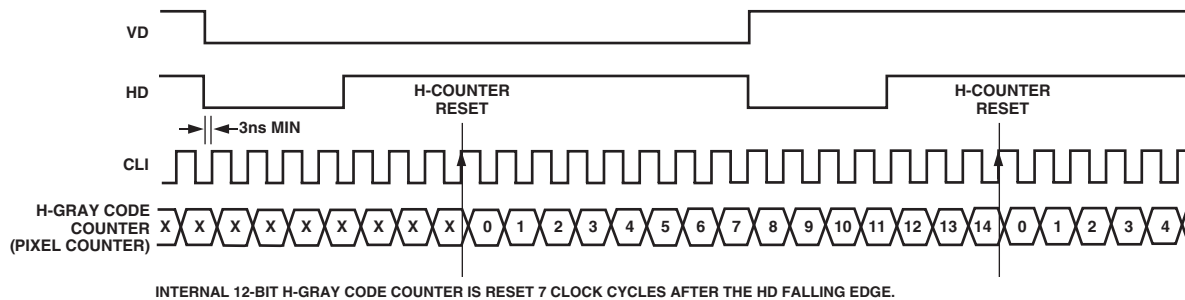 VD
HD
H-COUNTER
RESET
H-COUNTER
RESET
3ns MIN
CLI
H-GRAY CODE
COUNTER
(PIXEL COUNTER)
X X X X X X X X X 0 1 2 3 4 5 6 7 8 9 10 11 12 13 14 0 1 2 3 4
INTERNAL 12-BIT H-GRAY CODE COUNTER IS RESET 7 CLOCK CYCLES AFTER THE HD FALLING EDGE.